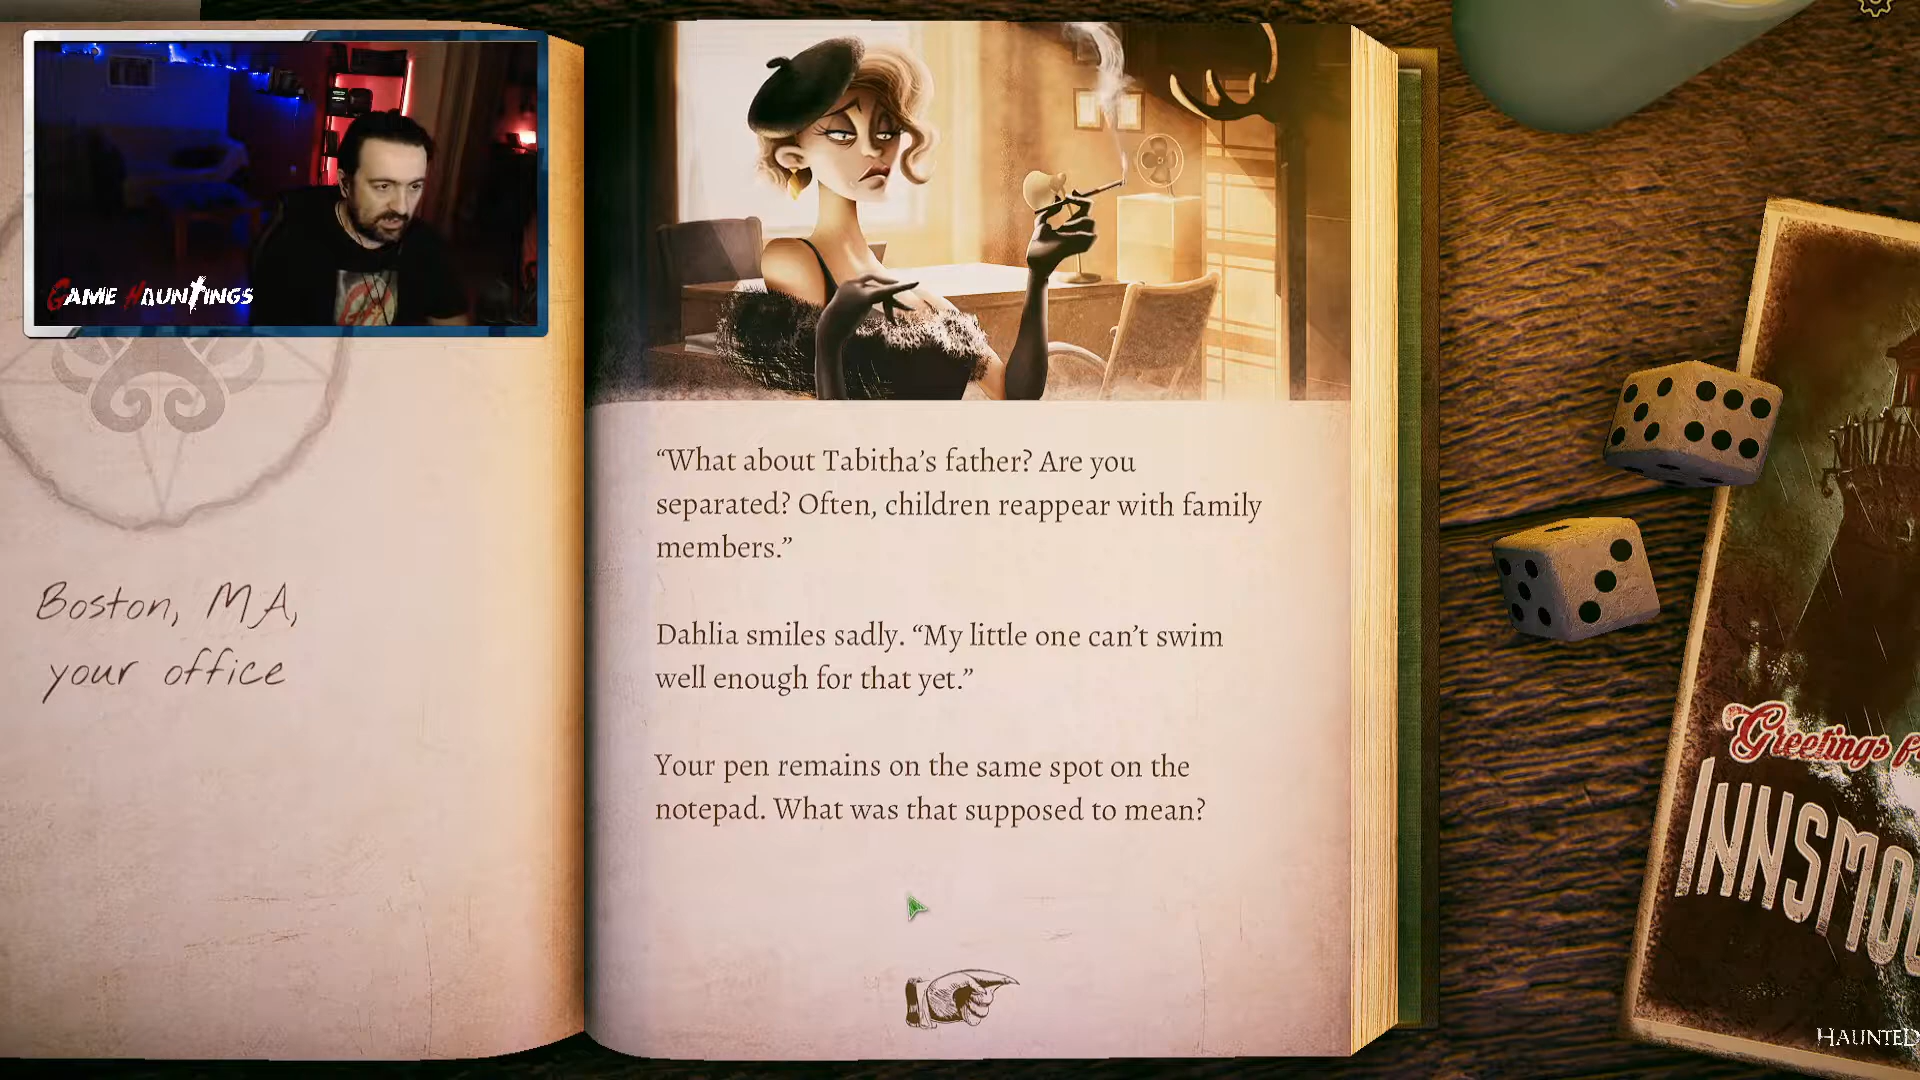 GAME HAUNTINGS
Boston, MA,
your office
“What about Tabitha’s father? Are you
separated? Often, children reappear with family
members.”
Dahlia smiles sadly. “My little one can’t swim
well enough for that yet.”
Your pen remains on the same spot on the
notepad. What was that supposed to mean?
Greetings f
INNSMO
HAUNTED